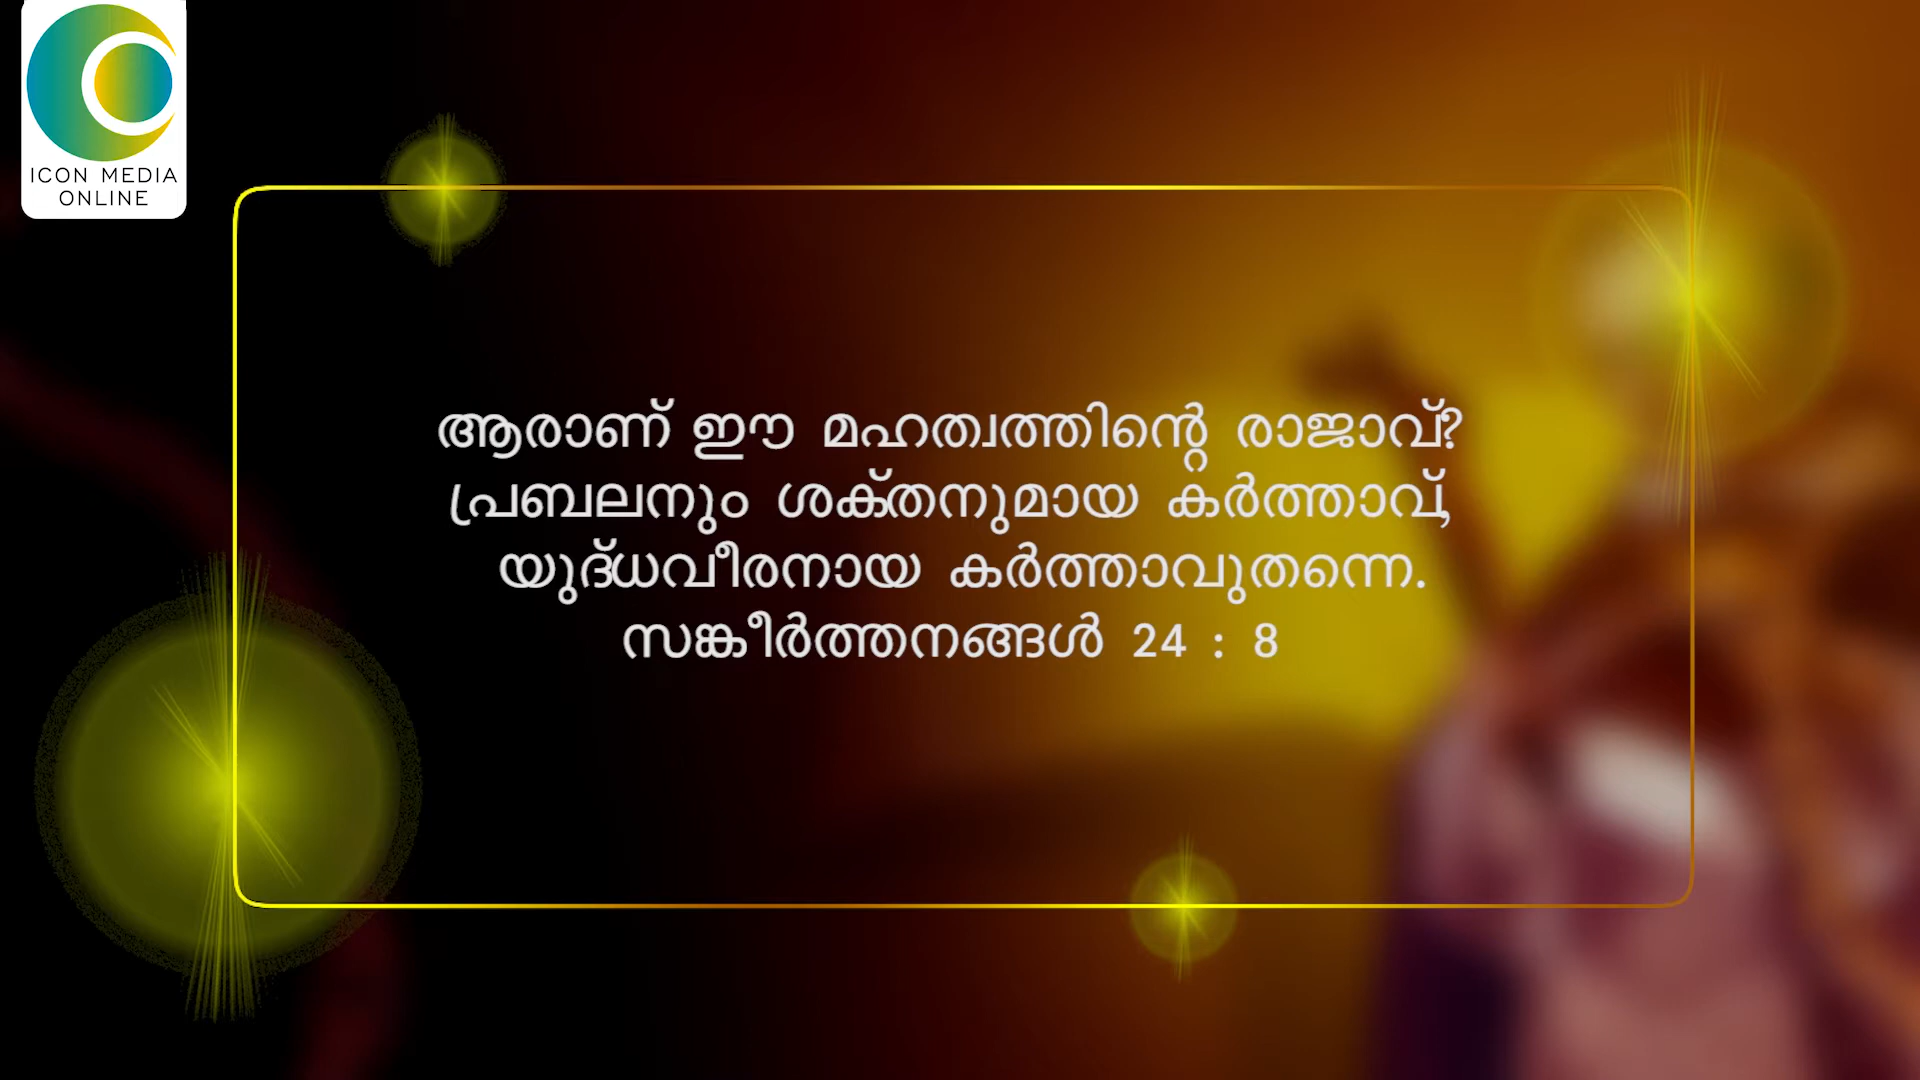 ICON MEDIA
ONLINE
ആരാണ് ഈ മഹത്വത്തിന്റെ രാജാവ്?
പ്രബലനും ശക്തനുമായ കർത്താവ്,
യുദ്ധവീരനായ കർത്താവുതന്നെ.
സങ്കീർത്തനങ്ങൾ 24 : 8